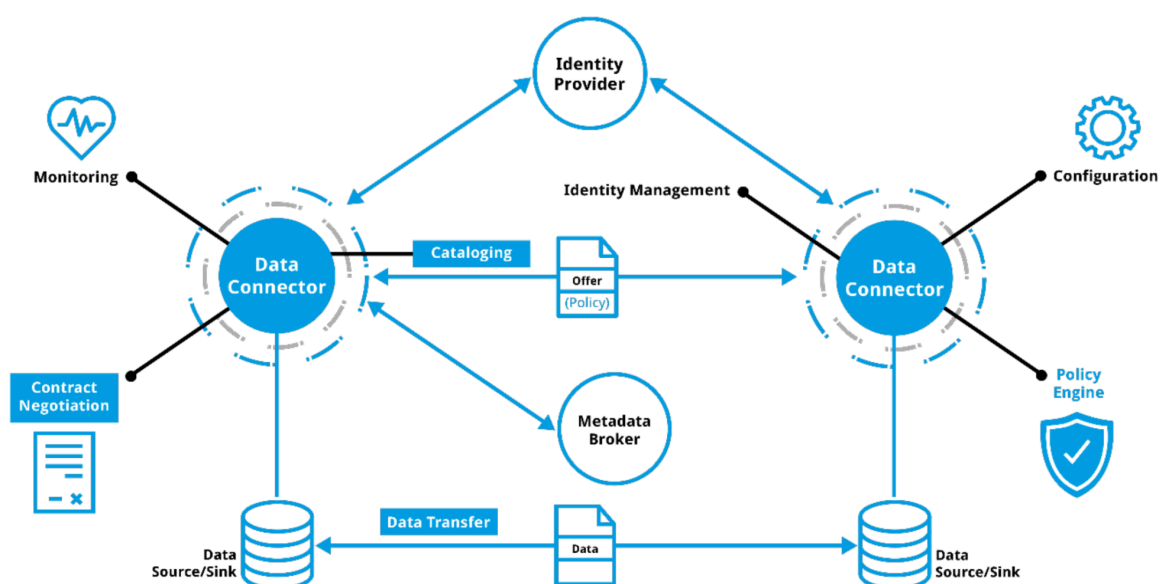 Identity
Provider
Monitoring
Identity Management
Configuration
Cataloging
Data
Connector
Offer
(Policy)
Data
Connector
Contract
Negotiation
Policy
Engine
Metadata
Broker
Data Transfer
Data
Source/Sink
Data
Data
Source/Sink